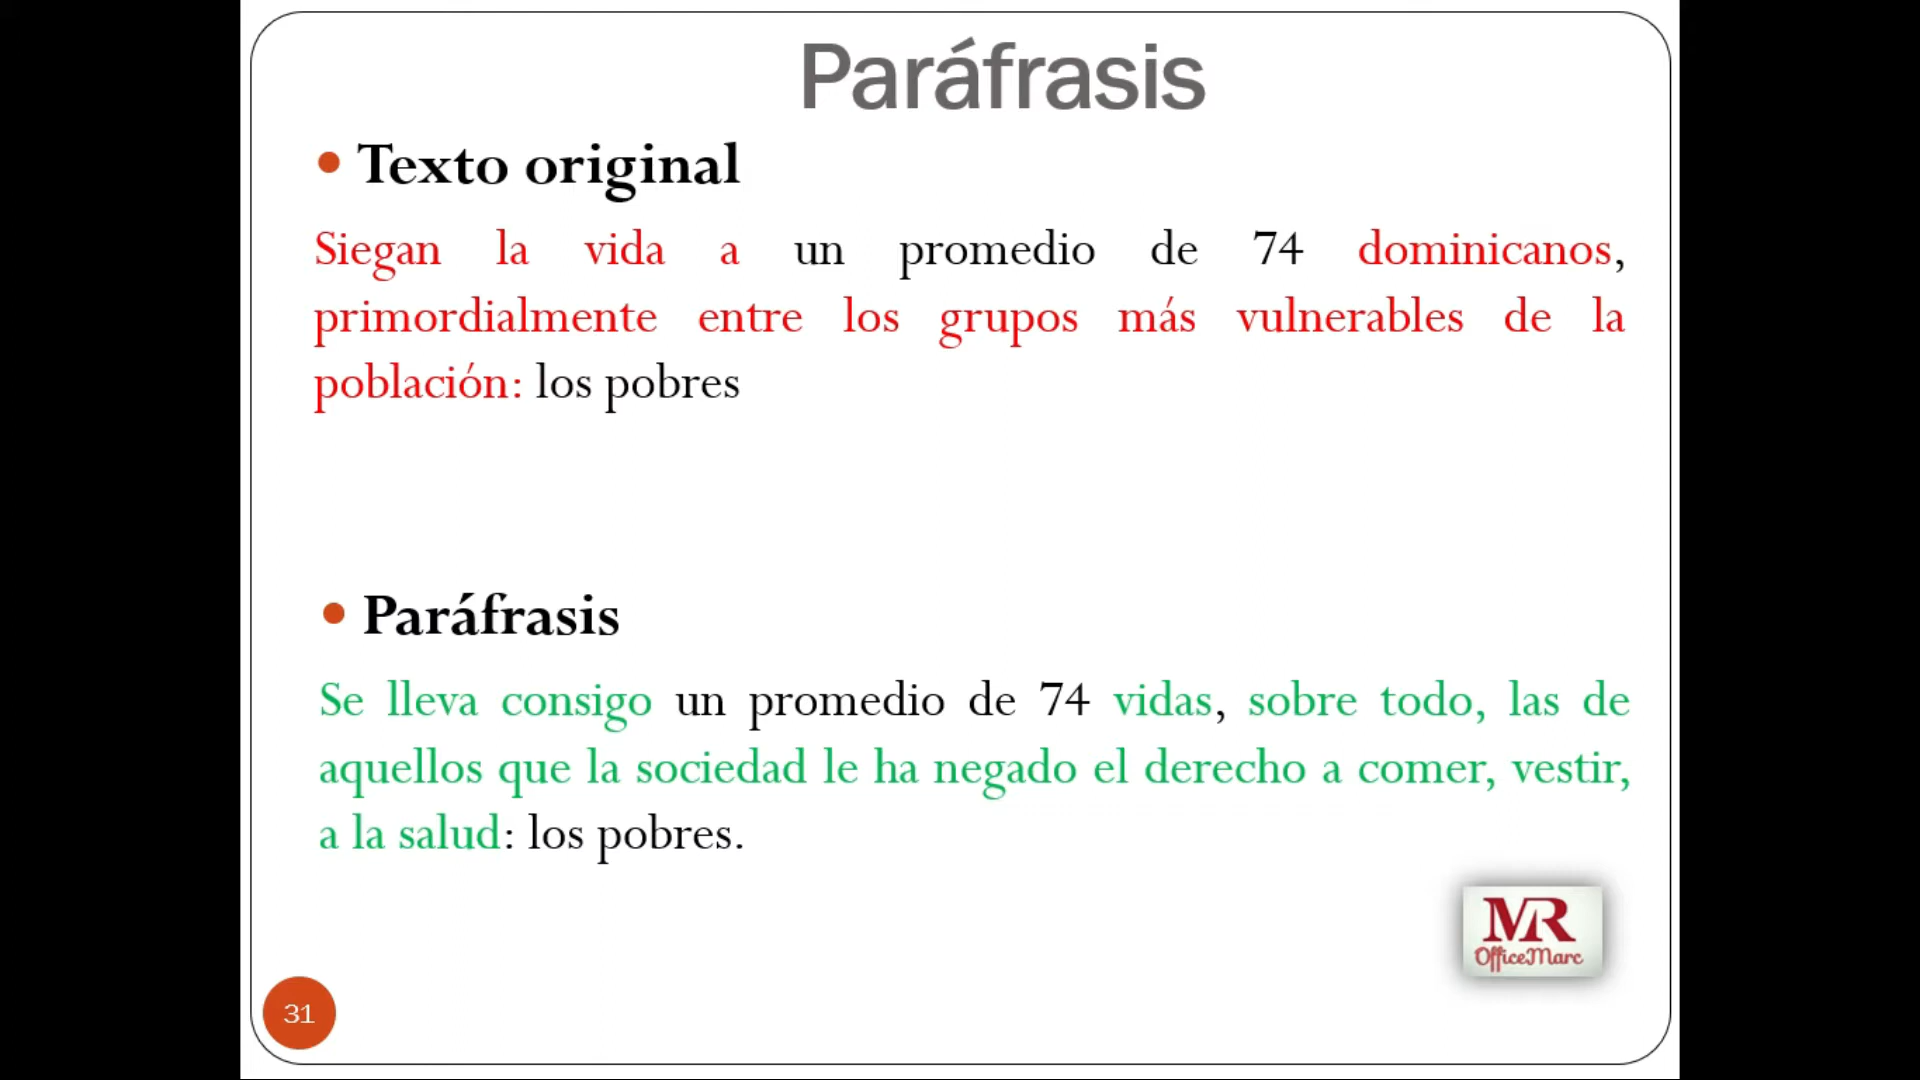 Paráfrasis
• Texto original
Siegan la vida a un promedio de 74 dominicanos,
primordialmente entre los grupos más vulnerables de la
población: los pobres
• Paráfrasis
Se lleva consigo un promedio de 74 vidas, sobre todo, las de
aquellos que la sociedad le ha negado el derecho a comer, vestir,
a la salud: los pobres.
MR
OfficeMarc
31